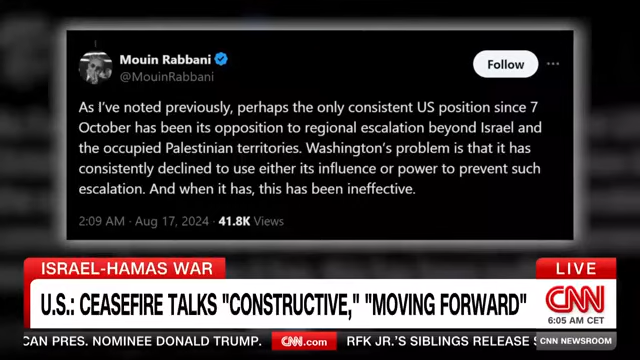 Mouin Rabbani
@MouinRabbani
Follow
As I've noted previously, perhaps the only consistent US position since 7
October has been its opposition to regional escalation beyond Israel and
the occupied Palestinian territories. Washington's problem is that it has
consistently declined to use either its influence or power to prevent such
escalation. And when it has, this has been ineffective.
2:09 AM · Aug 17, 2024 · 41.8K Views
ISRAEL-HAMAS WAR
LIVE
U.S.: CEASEFIRE TALKS "CONSTRUCTIVE," "MOVING FORWARD"
CNN
6:05 AM CET
CAN PRES. NOMINEE DONALD TRUMP. CNN.com RFK JR.'S SIBLINGS RELEASE S
CNN NEWSROOM